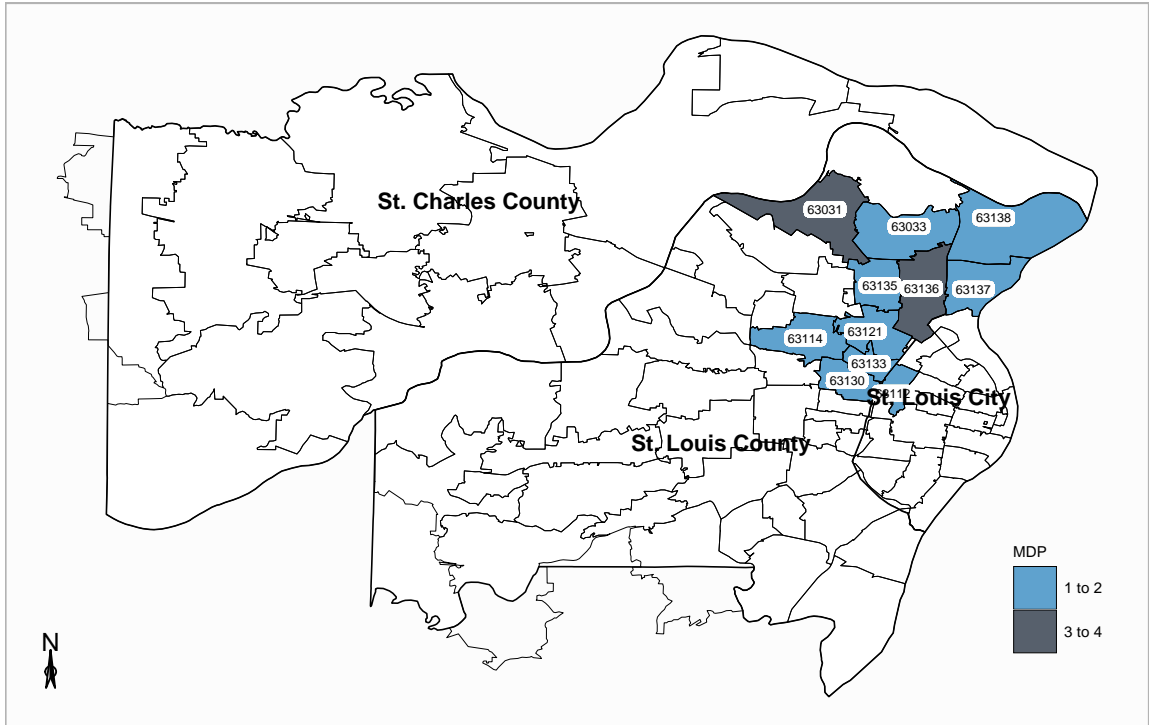 St. Charles County
63031
63138
63033
63135
63136
63137
63121
63114
63133
63130
St. Louis City
St. Louis County
MDP
1 to 2
3 to 4
N